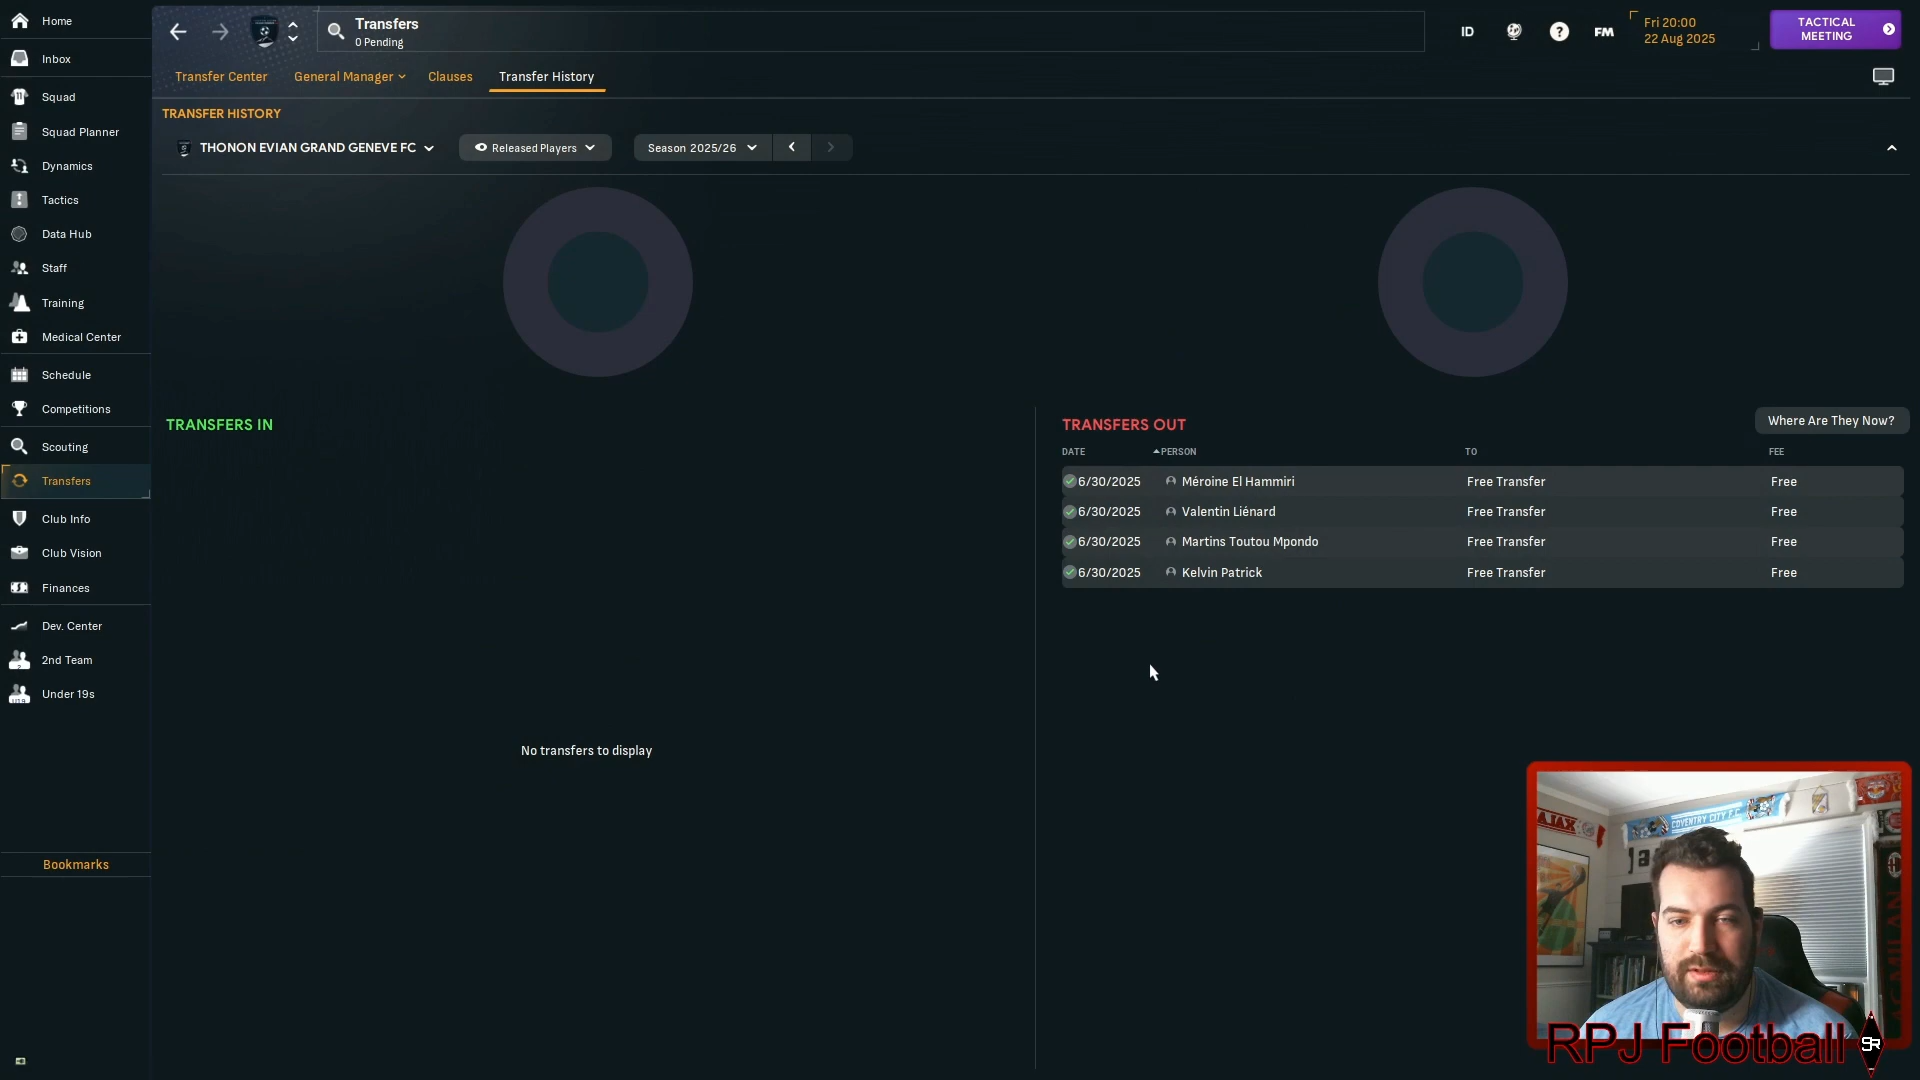 Home
Inbox
Squad
Squad Planner
Dynamics
Tactics
Data Hub
Staff
Training
Medical Center
Schedule
Competitions
Scouting
Transfers
Club Info
Club Vision
Finances
Dev. Center
2nd Team
Under 19s
Bookmarks
Transfers
0 Pending
ID
?
FM
Fri 20:00
22 Aug 2025
TACTICAL
MEETING
Transfer Center
General Manager
Clauses
Transfer History
TRANSFER HISTORY
THONON EVIAN GRAND GENEVE FC
Released Players
Season 2025/26
TRANSFERS IN
No transfers to display
TRANSFERS OUT
Where Are They Now?
DATE PERSON TO FEE
6/30/2025 Méroine El Hammiri Free Transfer Free
6/30/2025 Valentin Liénard Free Transfer Free
6/30/2025 Martins Toutou Mpondo Free Transfer Free
6/30/2025 Kelvin Patrick Free Transfer Free
AJAX
COVENTRY CITY F.C.
MILAN
RPJ Football
SR